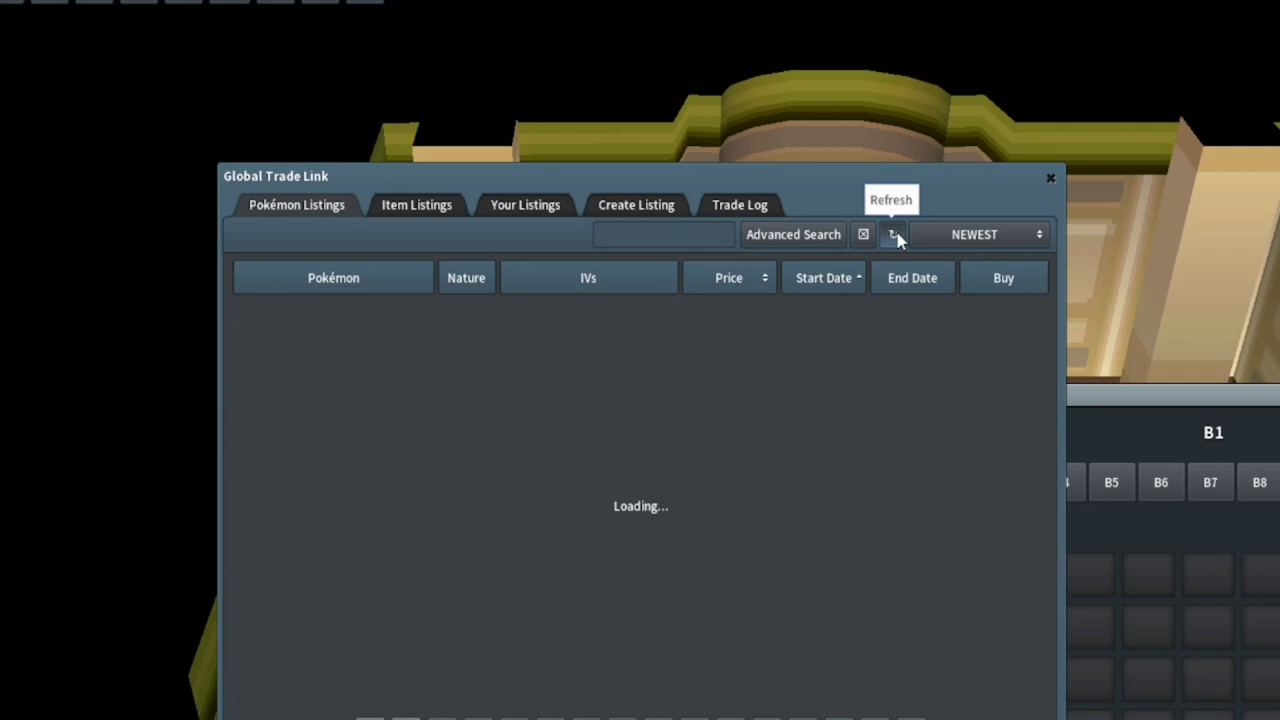 Global Trade Link
Pokémon Listings Item Listings Your Listings Create Listing Trade Log
Refresh
Advanced Search NEWEST
Pokémon Nature IVs Price Start Date End Date Buy
Loading...
B1
B5 B6 B7 B8